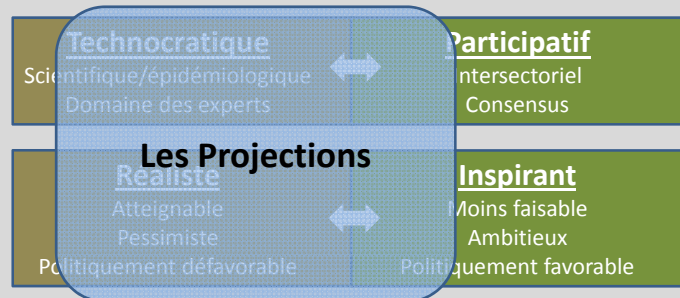 Technocratique
Scientifique/épidémiologique
Domaine des experts
Participatif
Intersectoriel
Consensus
Les Projections
Réaliste
Atteignable
Pessimiste
Politiquement défavorable
Inspirant
Moins faisable
Ambitieux
Politiquement favorable